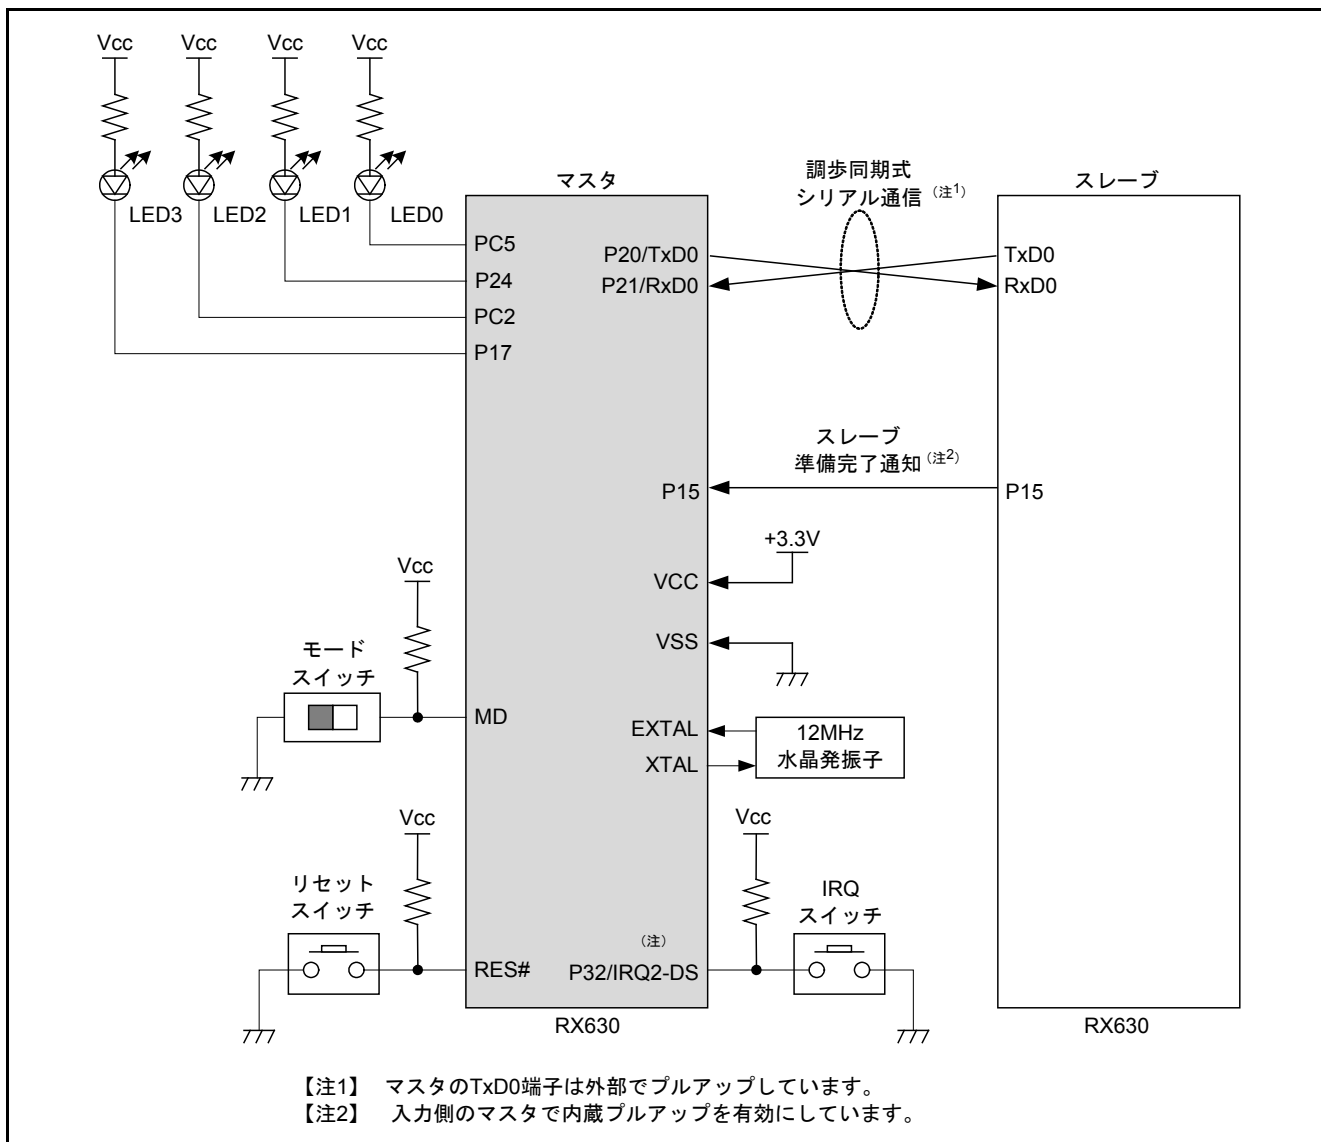 Vcc Vcc Vcc Vcc
LED3 LED2 LED1 LED0
マスタ
調歩同期式
シリアル通信（注1）
スレーブ
PC5
P24
PC2
P17
P20/TxD0
P21/RxD0
TxD0
RxD0
スレーブ
準備完了通知（注2）
P15
P15
+3.3V
VCC
VSS
Vcc
モード
スイッチ
MD
EXTAL
XTAL
12MHz
水晶発振子
Vcc
リセット
スイッチ
RES#
Vcc
IRQ
スイッチ
（注）
P32/IRQ2-DS
RX630
RX630
【注1】 マスタのTxD0端子は外部でプルアップしています。
【注2】 入力側のマスタで内蔵プルアップを有効にしています。